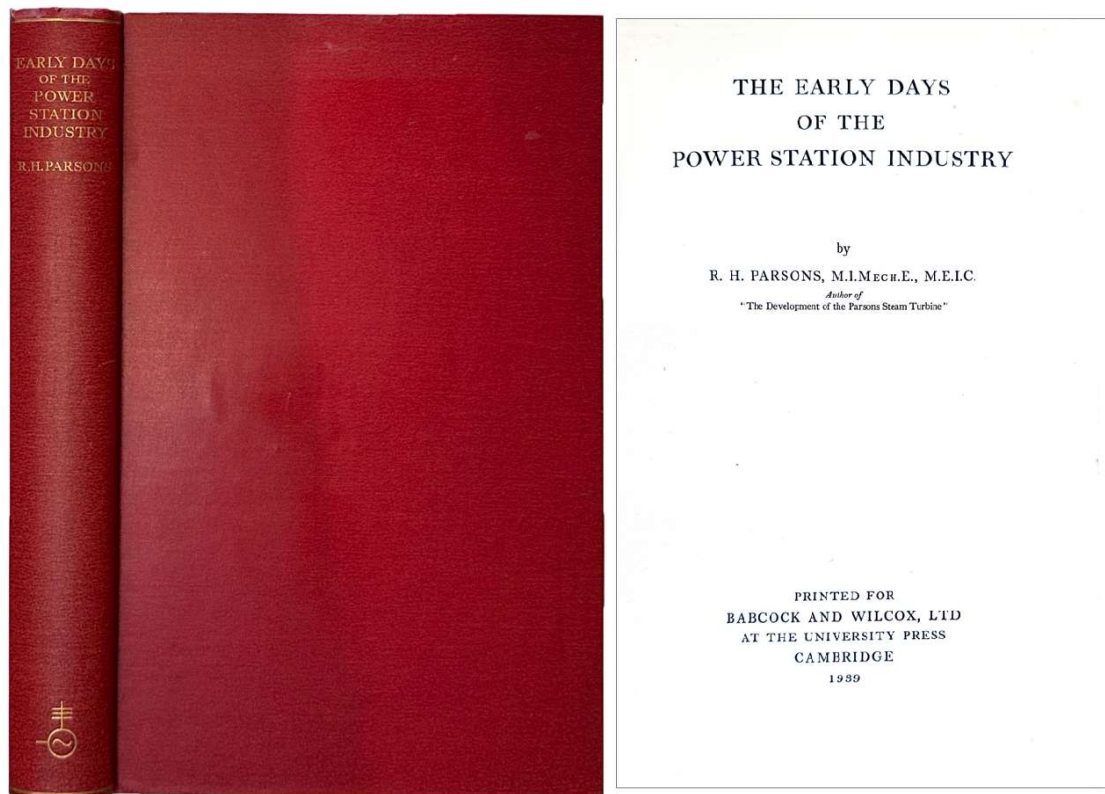 EARLY DAYS
OF THE
POWER
STATION
INDUSTRY
R.H.PARSONS
THE EARLY DAYS
OF THE
POWER STATION INDUSTRY
by
R. H. PARSONS, M.I.MECH.E., M.E.I.C.
Author of
"The Development of the Parsons Steam Turbine"
PRINTED FOR
BABCOCK AND WILCOX, LTD
AT THE UNIVERSITY PRESS
CAMBRIDGE
1939